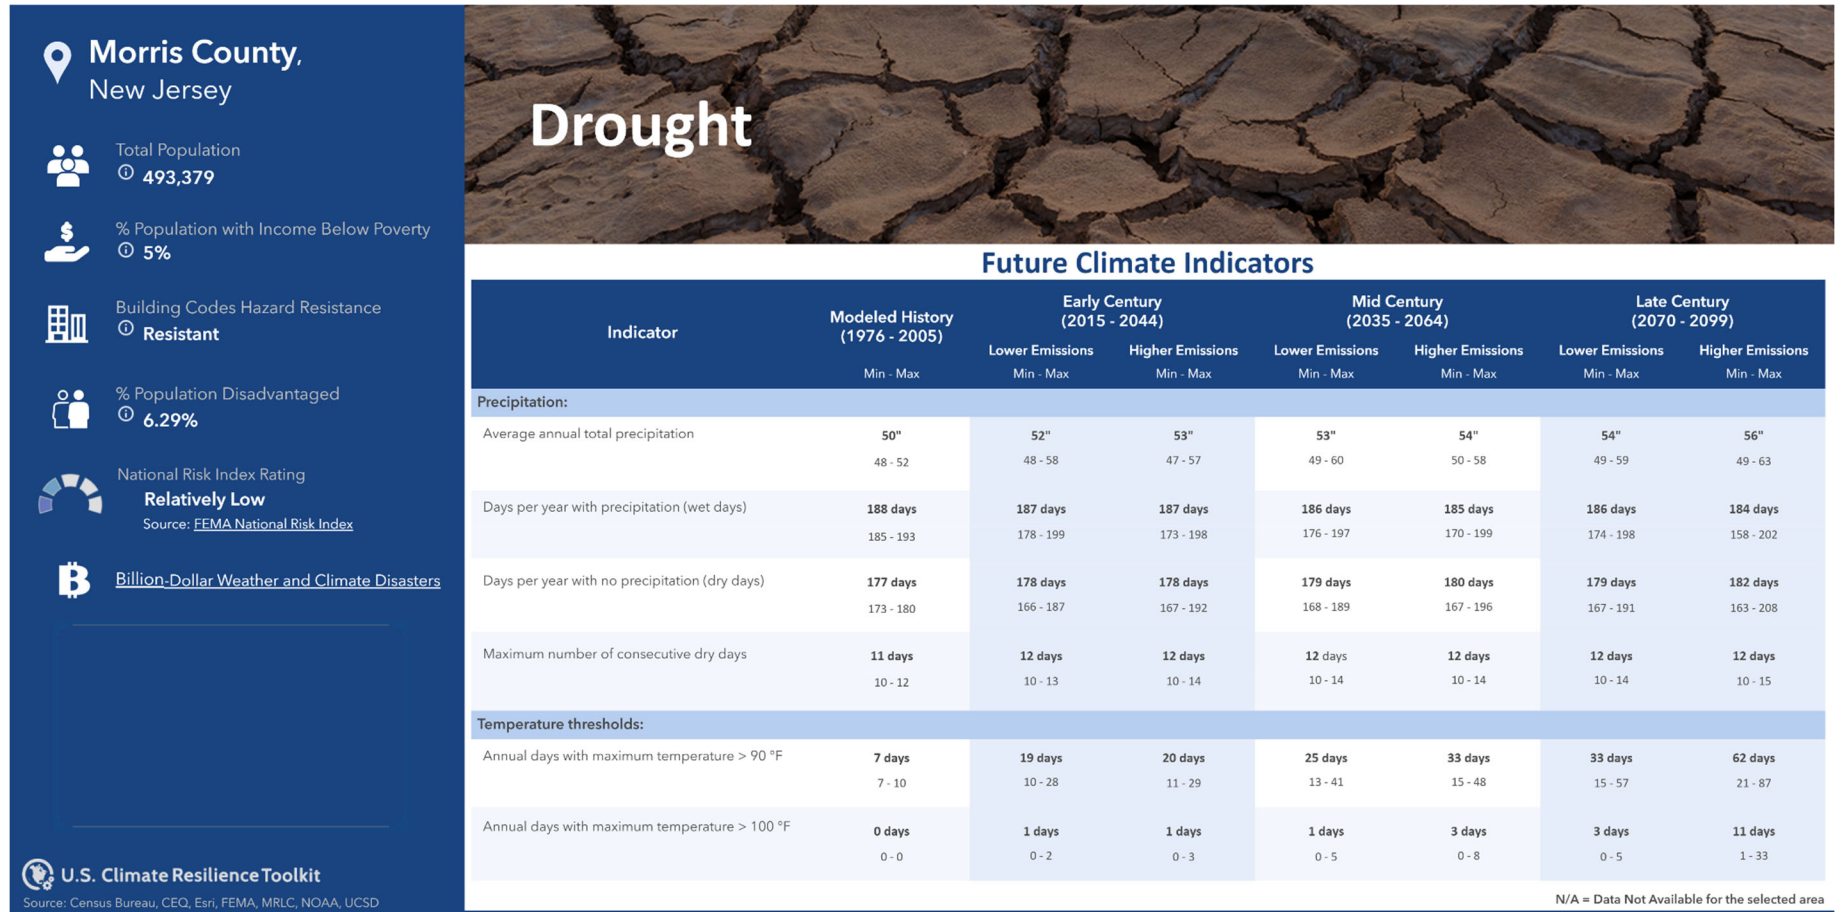 Morris County,
New Jersey
Total Population
493,379
% Population with Income Below Poverty
5%
Building Codes Hazard Resistance
Resistant
% Population Disadvantaged
6.29%
National Risk Index Rating
Relatively Low
Source: FEMA National Risk Index
Billion-Dollar Weather and Climate Disasters
U.S. Climate Resilience Toolkit
Source: Census Bureau, CEQ, Esri, FEMA, MRLC, NOAA, UCSD
Drought
Future Climate Indicators
Indicator
Modeled History
(1976 - 2005)
Early Century
(2015 - 2044)
Mid Century
(2035 - 2064)
Late Century
(2070 - 2099)
Lower Emissions Higher Emissions Lower Emissions Higher Emissions Lower Emissions Higher Emissions
Min - Max Min - Max Min - Max Min - Max Min - Max Min - Max Min - Max
Precipitation:
Average annual total precipitation 50" 52" 53" 53" 54" 54" 56"
48 - 52 48 - 58 47 - 57 49 - 60 50 - 58 49 - 59 49 - 63
Days per year with precipitation (wet days) 188 days 187 days 187 days 186 days 185 days 186 days 184 days
185 - 193 178 - 199 173 - 198 176 - 197 170 - 199 174 - 198 158 - 202
Days per year with no precipitation (dry days) 177 days 178 days 178 days 179 days 180 days 179 days 182 days
173 - 180 166 - 187 167 - 192 168 - 189 167 - 196 167 - 191 163 - 208
Maximum number of consecutive dry days 11 days 12 days 12 days 12 days 12 days 12 days 12 days
10 - 12 10 - 13 10 - 14 10 - 14 10 - 14 10 - 14 10 - 15
Temperature thresholds:
Annual days with maximum temperature > 90 °F 7 days 19 days 20 days 25 days 33 days 33 days 62 days
7 - 10 10 - 28 11 - 29 13 - 41 15 - 48 15 - 57 21 - 87
Annual days with maximum temperature > 100 °F 0 days 1 days 1 days 1 days 3 days 3 days 11 days
0 - 0 0 - 2 0 - 3 0 - 5 0 - 8 0 - 5 1 - 33
N/A = Data Not Available for the selected area